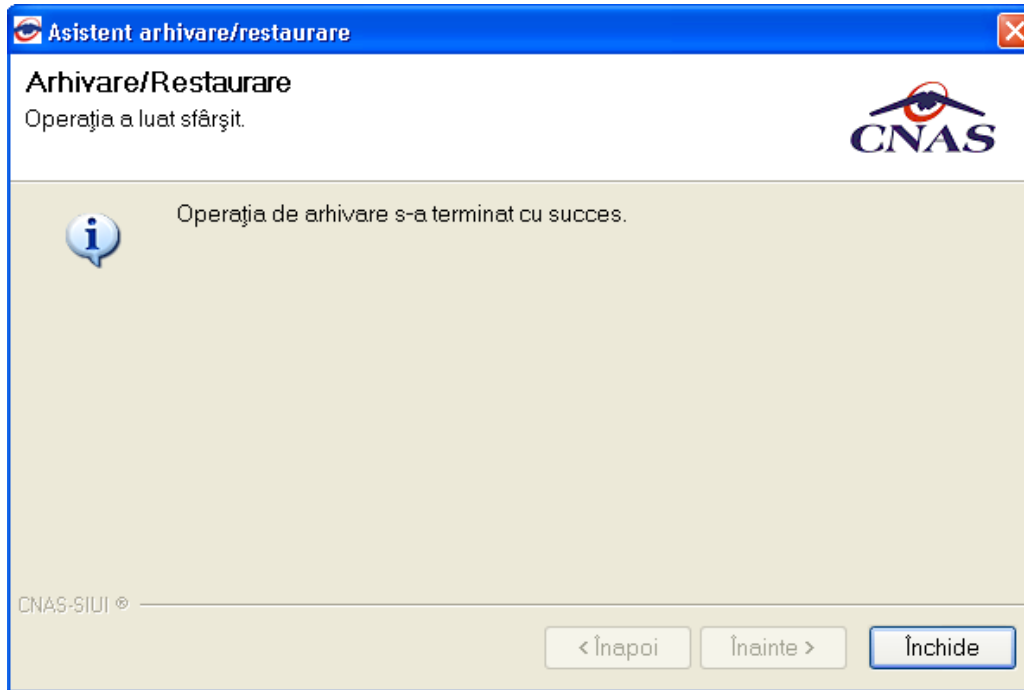 Asistent arhivare/restaurare
Arhivare/Restaurare
Operaţia a luat sfârşit.
CNAS
Operaţia de arhivare s-a terminat cu succes.
CNAS-SIUI ®
< Înapoi
Înainte >
Închide